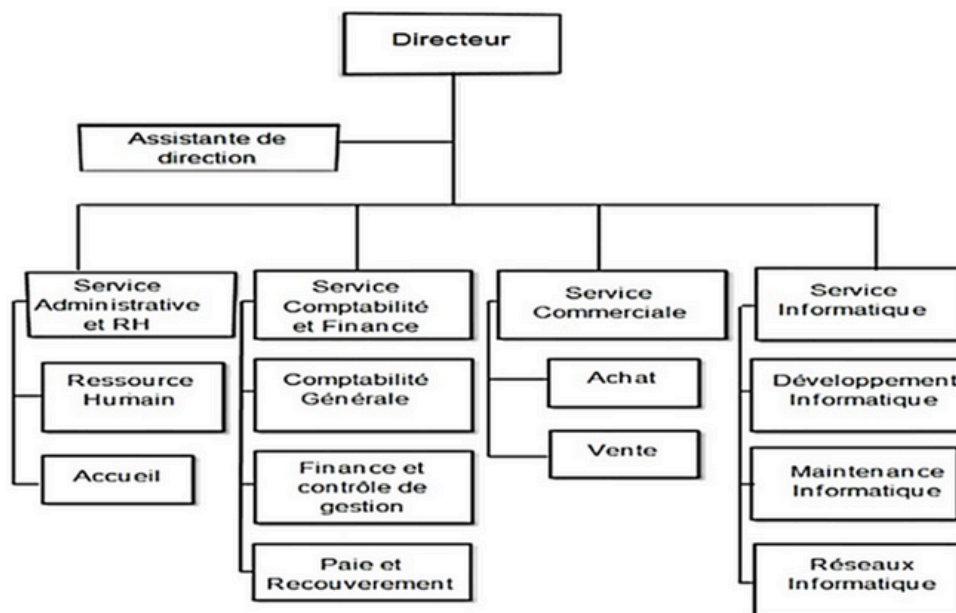 Directeur
Assistante de
direction
Service
Administrative
et RH
Ressource
Humain
Accueil
Service
Comptabilité
et Finance
Comptabilité
Générale
Finance et
contrôle de
gestion
Paie et
Recouverement
Service
Commerciale
Achat
Vente
Service
Informatique
Développement
Informatique
Maintenance
Informatique
Réseaux
Informatique